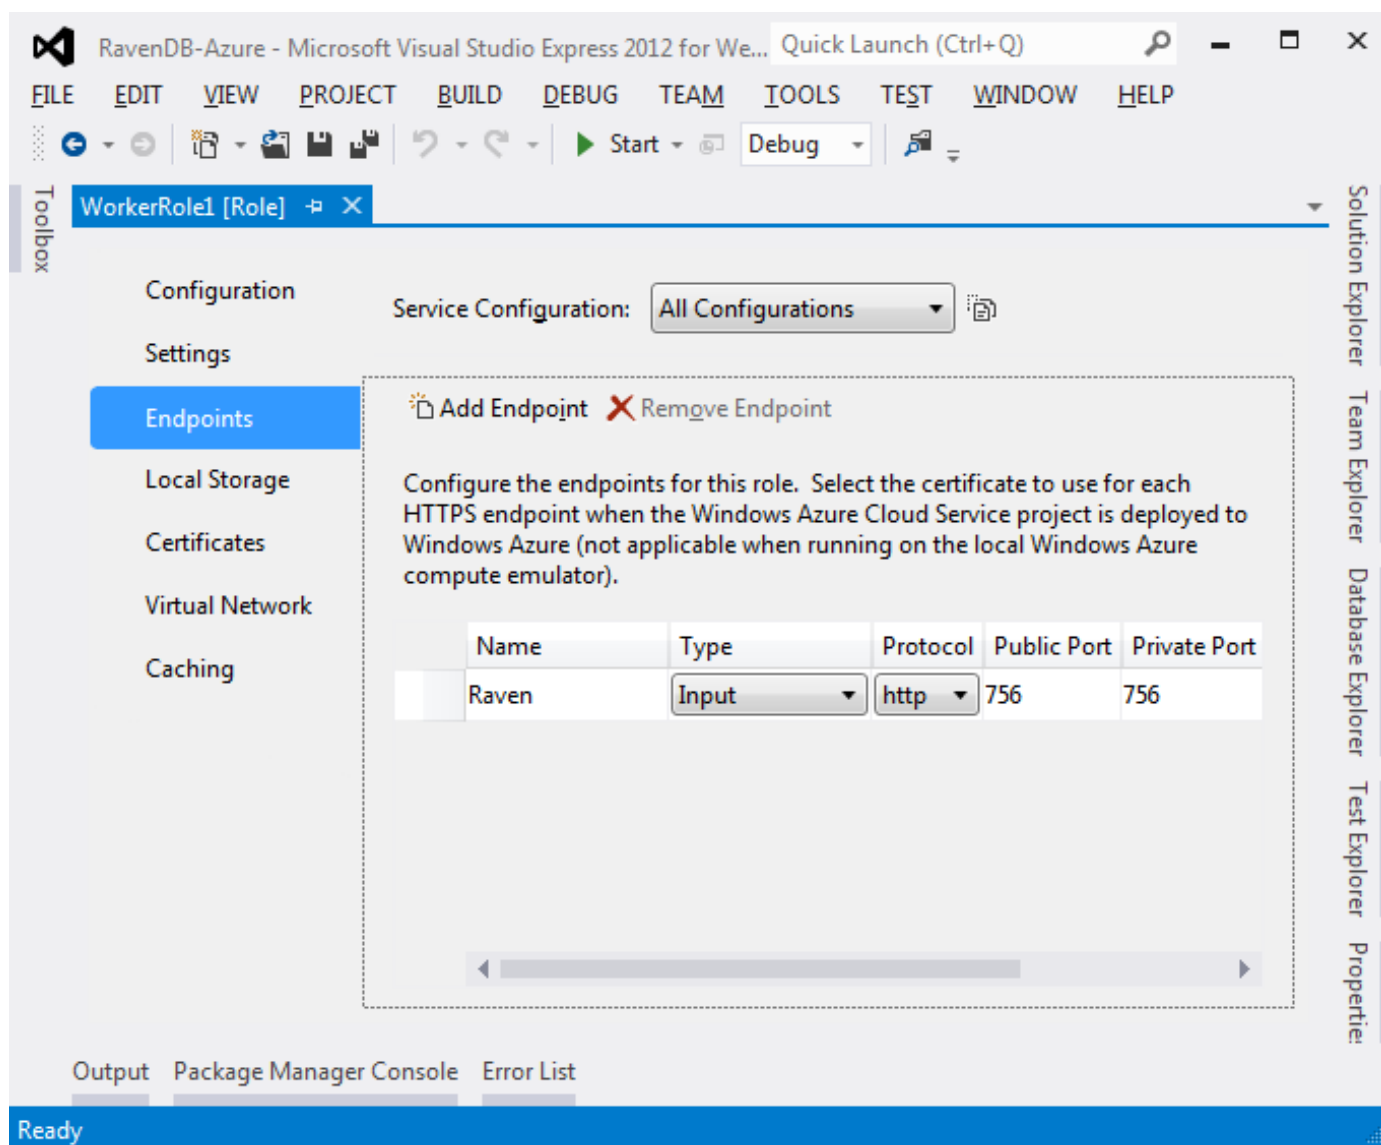 RavenDB-Azure - Microsoft Visual Studio Express 2012 for We... Quick Launch (Ctrl+Q)
FILE EDIT VIEW PROJECT BUILD DEBUG TEAM TOOLS TEST WINDOW HELP
Start Debug
Toolbox
WorkerRole1 [Role]
Configuration
Settings
Endpoints
Local Storage
Certificates
Virtual Network
Caching
Service Configuration: All Configurations
Add Endpoint Remove Endpoint
Configure the endpoints for this role. Select the certificate to use for each
HTTPS endpoint when the Windows Azure Cloud Service project is deployed to
Windows Azure (not applicable when running on the local Windows Azure
compute emulator).
Name Type Protocol Public Port Private Port
Raven Input http 756 756
Solution Explorer
Team Explorer
Database Explorer
Test Explorer
Properties
Output Package Manager Console Error List
Ready